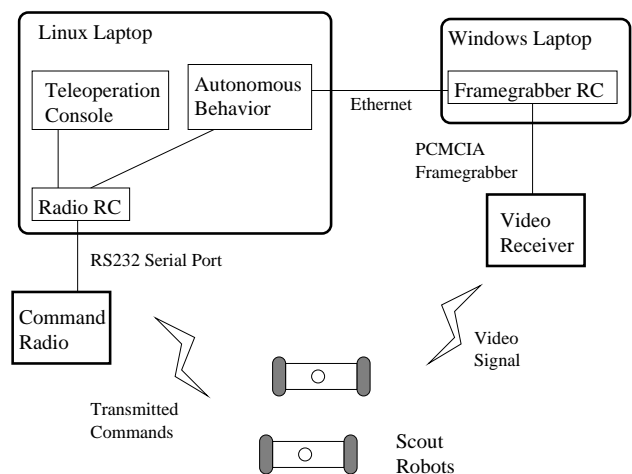 Linux Laptop
Teleoperation
Console
Autonomous
Behavior
Radio RC
Ethernet
Windows Laptop
Framegrabber RC
PCMCIA
Framegrabber
Video
Receiver
RS232 Serial Port
Command
Radio
Transmitted
Commands
Video
Signal
Scout
Robots